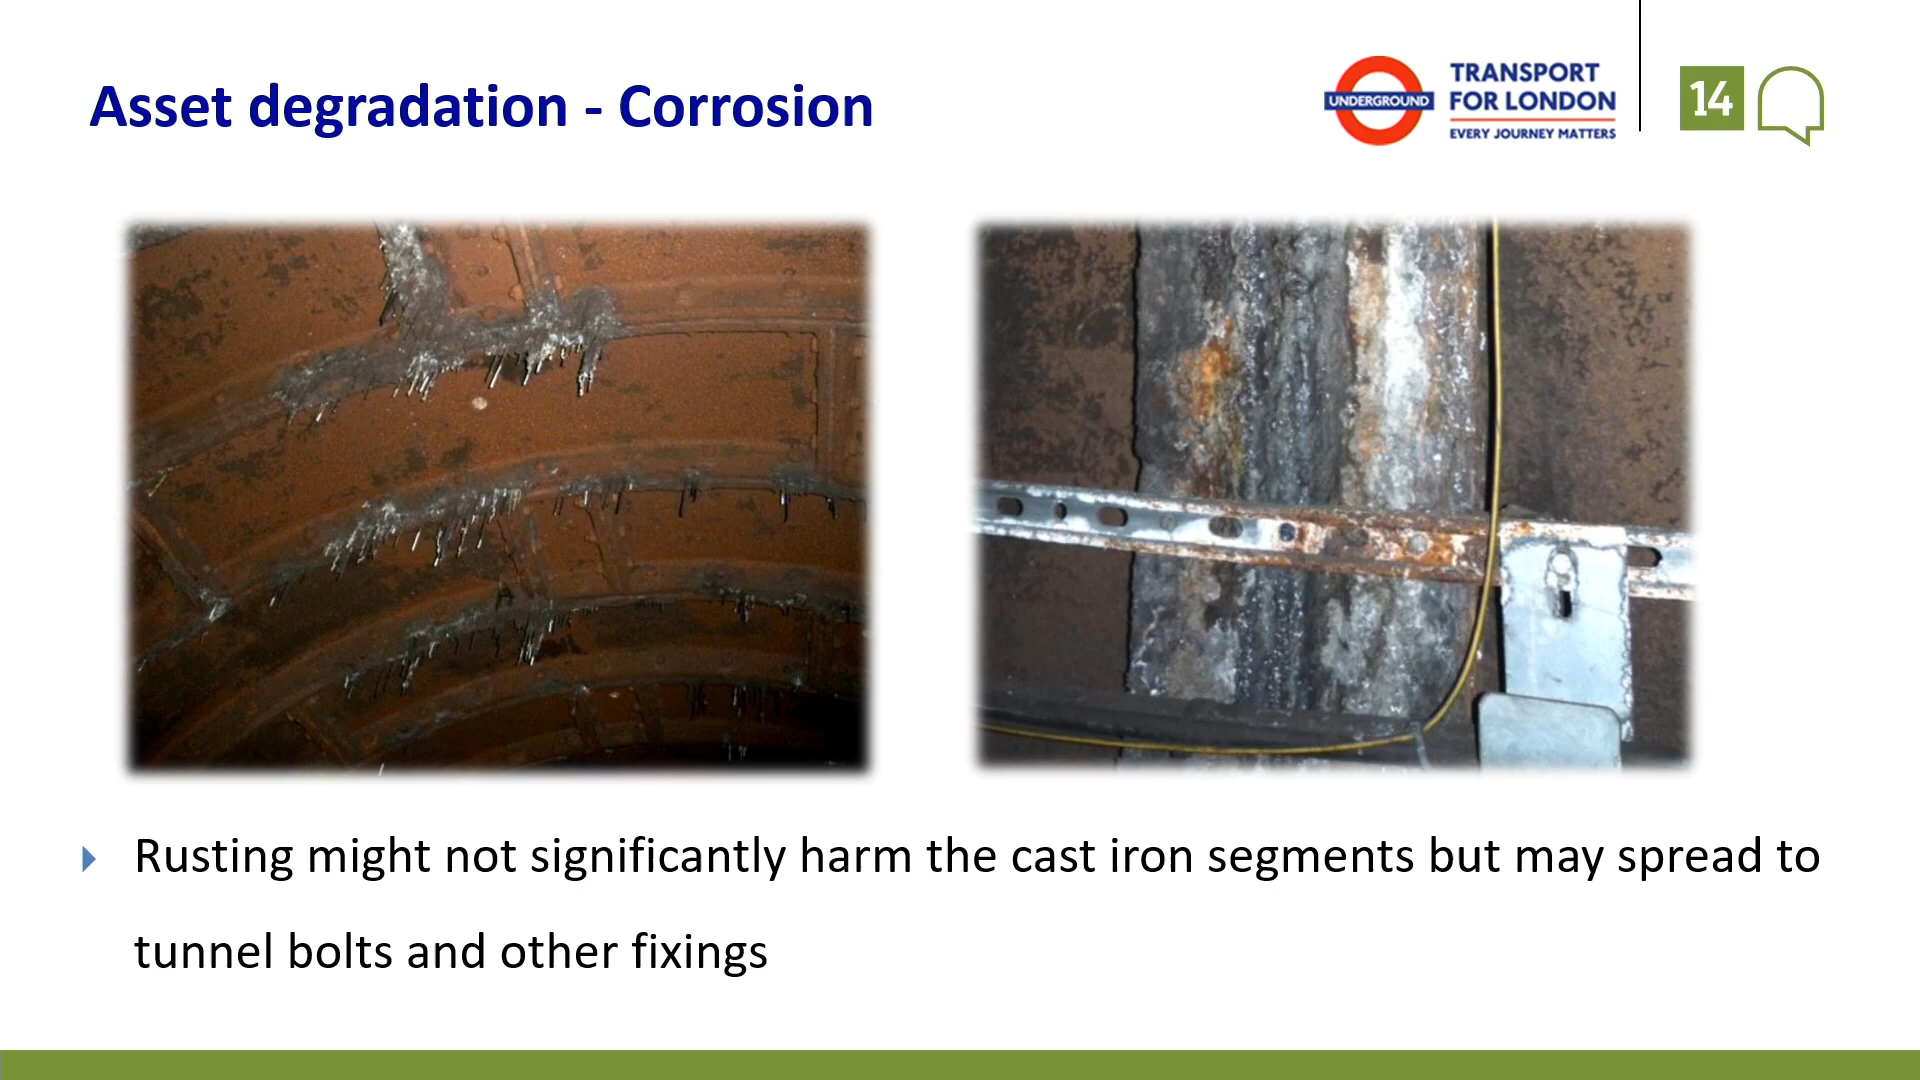 Asset degradation - Corrosion
UNDERGROUND
TRANSPORT
FOR LONDON
EVERY JOURNEY MATTERS
14
Rusting might not significantly harm the cast iron segments but may spread to
tunnel bolts and other fixings